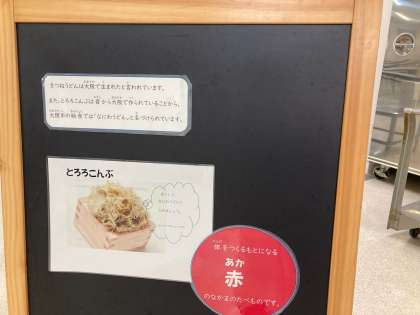 きつねうどんは大阪で生まれたと言われています。
また、とろろこんぶは昔から大阪で作られていることから、
大阪市の給食では「なにわうどん」と名づけられています。
とろろこんぶ
体をつくるもとになる
あか
赤
のなかまのたべものです。